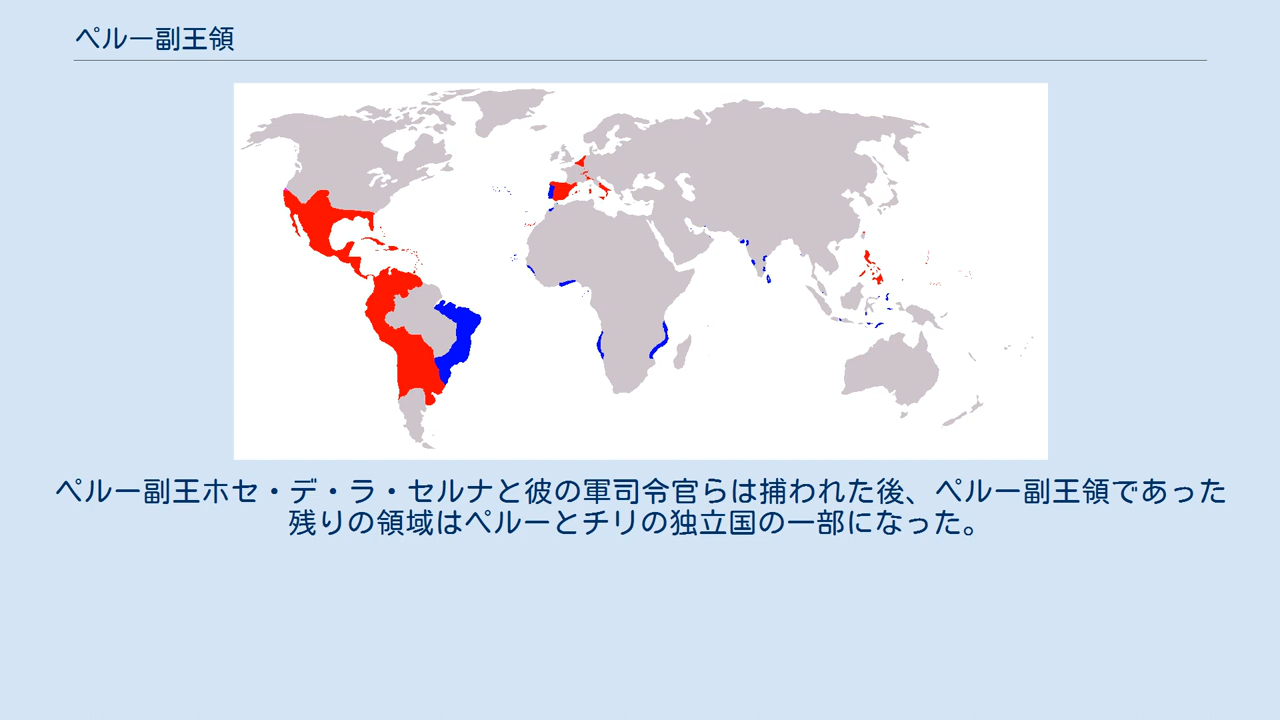 ペルー副王領
ペルー副王ホセ・デ・ラ・セルナと彼の軍司令官らは捕われた後、ペルー副王領であった
残りの領域はペルーとチリの独立国の一部になった。